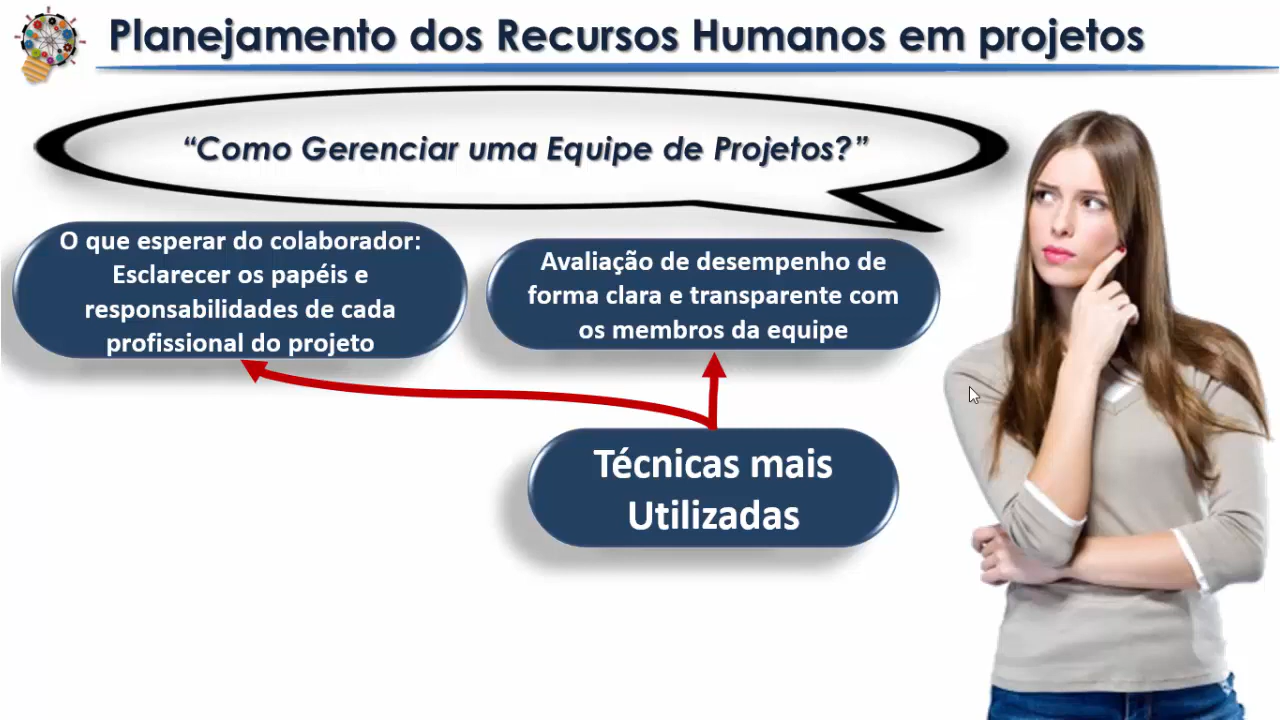 Planejamento dos Recursos Humanos em projetos
“Como Gerenciar uma Equipe de Projetos?”
O que esperar do colaborador:
Esclarecer os papéis e
responsabilidades de cada
profissional do projeto
Avaliação de desempenho de
forma clara e transparente com
os membros da equipe
Técnicas mais
Utilizadas